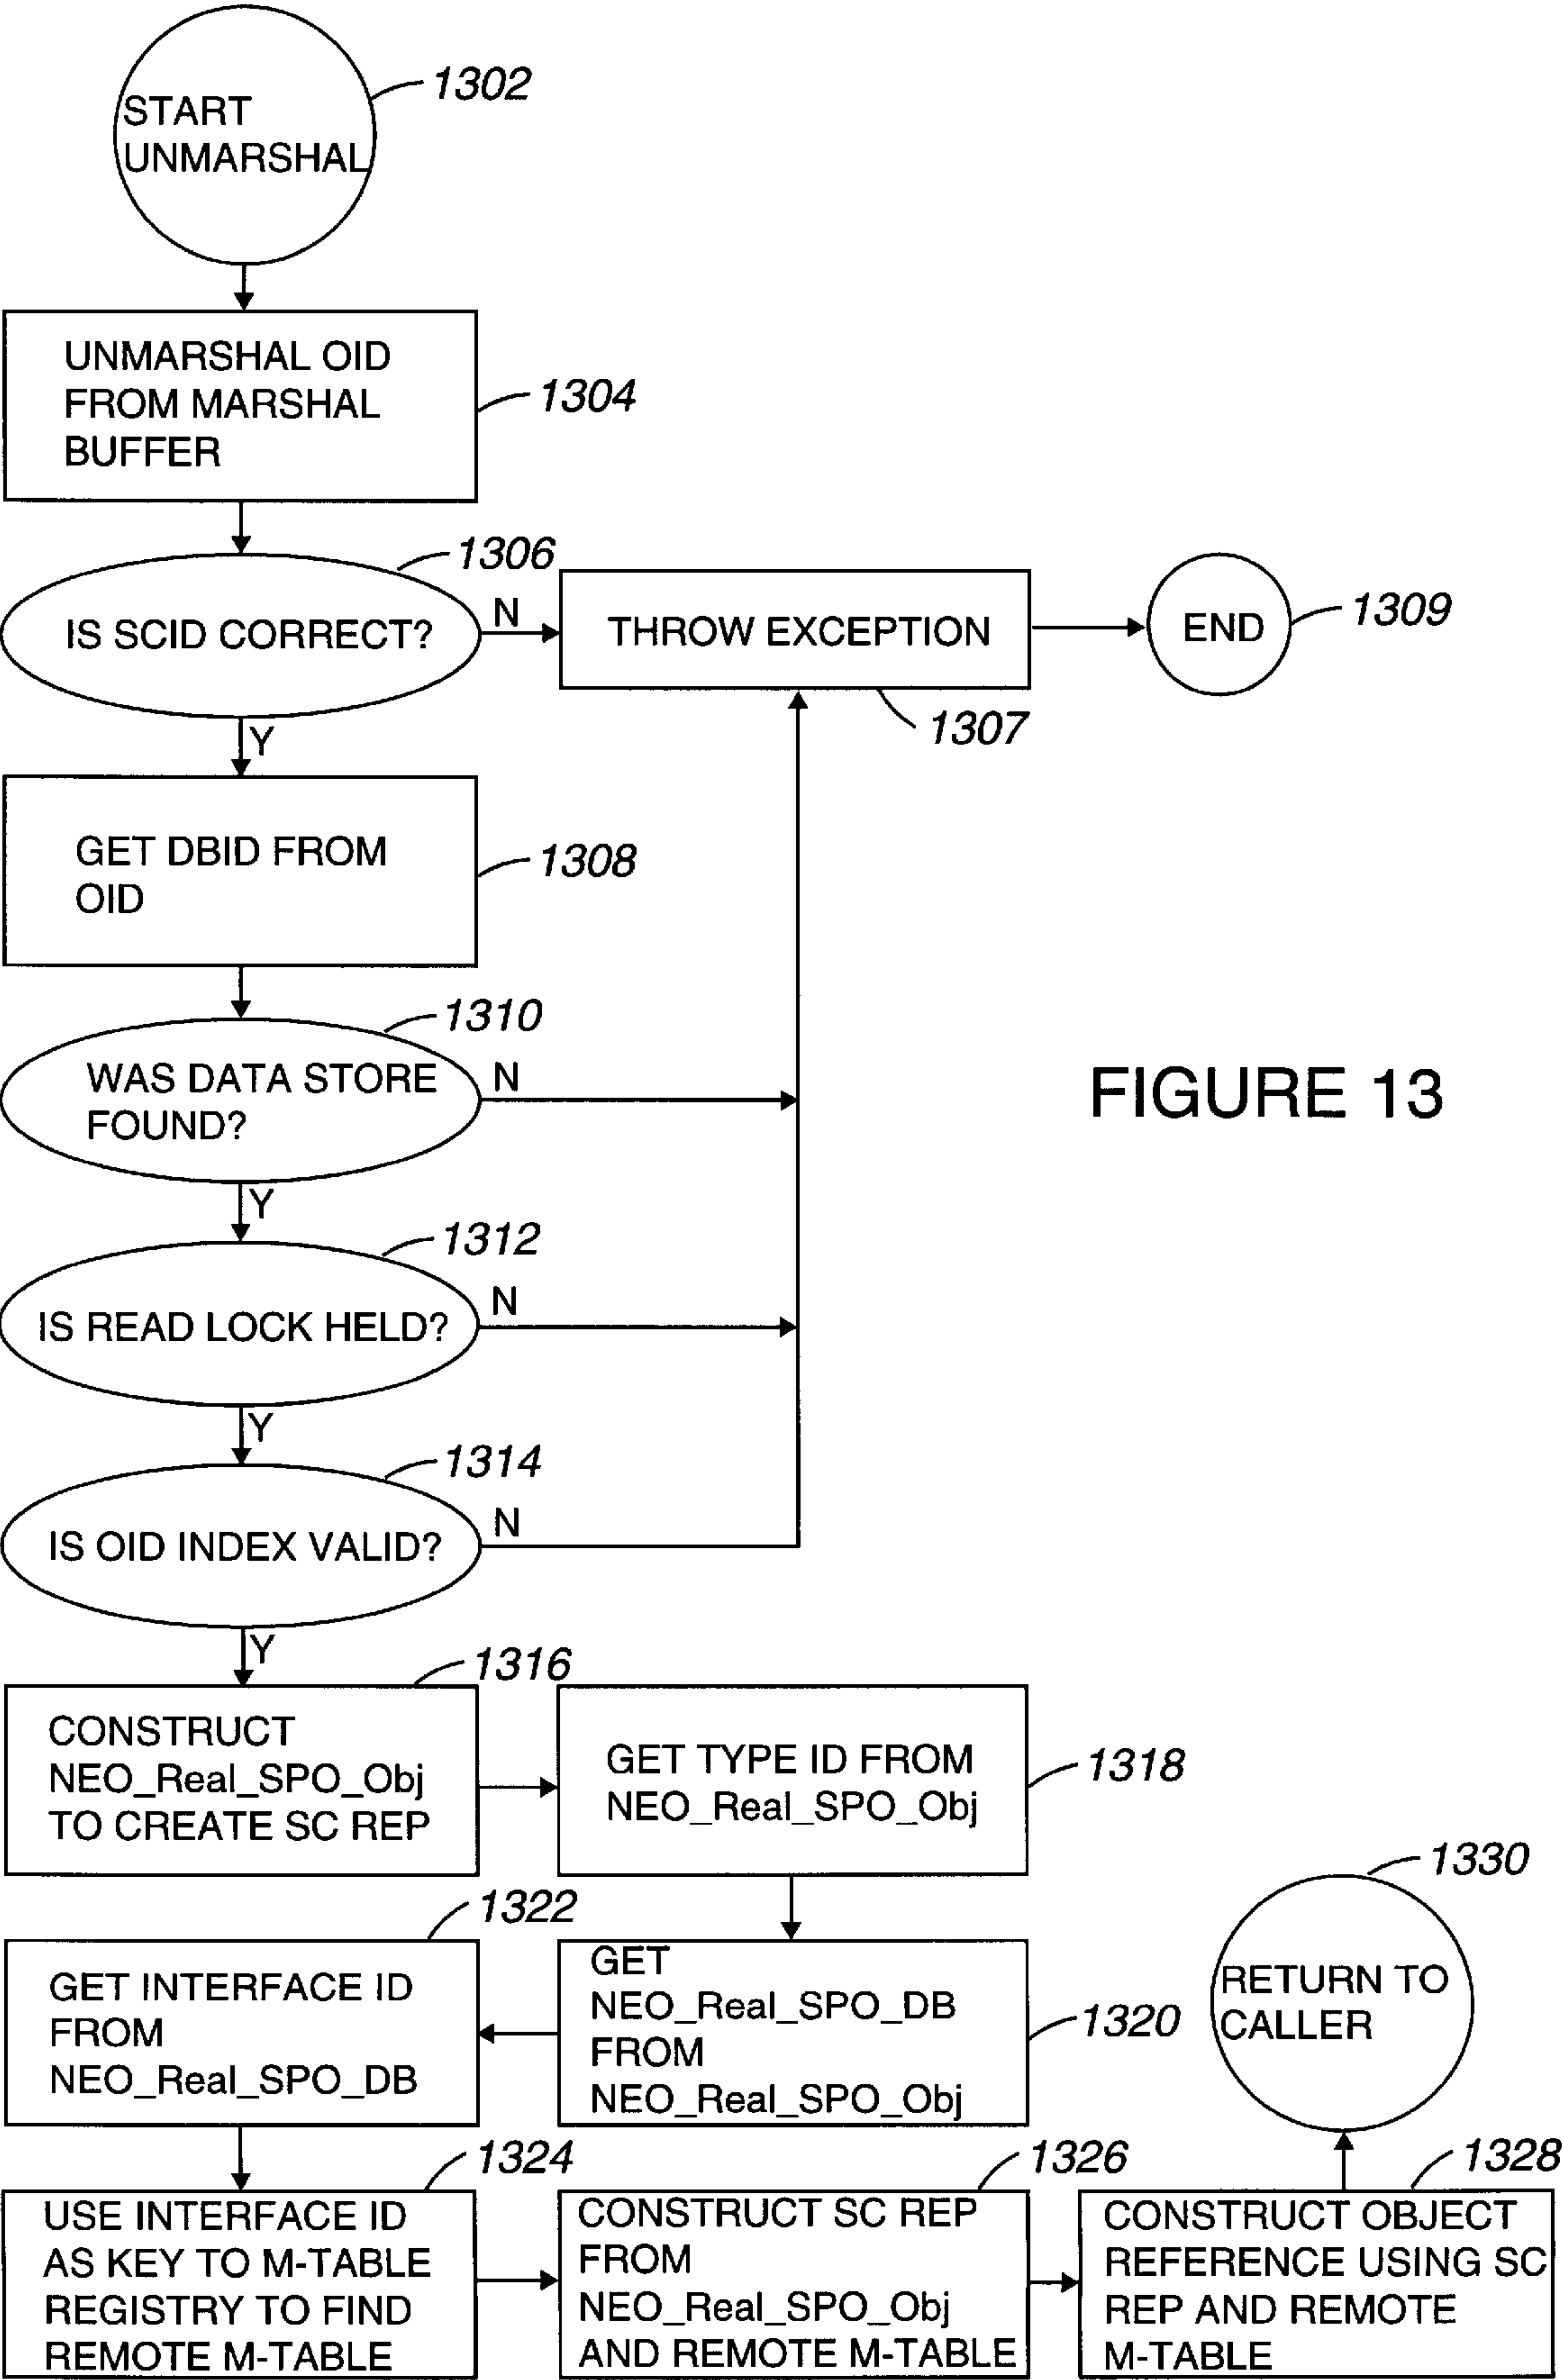 START
UNMARSHAL
1302
UNMARSHAL OID
FROM MARSHAL
BUFFER
1304
IS SCID CORRECT?
1306
N
THROW EXCEPTION
1307
END
1309
Y
GET DBID FROM
OID
1308
WAS DATA STORE
FOUND?
1310
N
FIGURE 13
Y
IS READ LOCK HELD?
1312
N
Y
IS OID INDEX VALID?
1314
N
Y
CONSTRUCT
NEO_Real_SPO_Obj
TO CREATE SC REP
1316
GET TYPE ID FROM
NEO_Real_SPO_Obj
1318
GET
NEO_Real_SPO_DB
FROM
NEO_Real_SPO_Obj
1320
GET INTERFACE ID
FROM
NEO_Real_SPO_DB
1322
USE INTERFACE ID
AS KEY TO M-TABLE
REGISTRY TO FIND
REMOTE M-TABLE
1324
CONSTRUCT SC REP
FROM
NEO_Real_SPO_Obj
AND REMOTE M-TABLE
1326
CONSTRUCT OBJECT
REFERENCE USING SC
REP AND REMOTE
M-TABLE
1328
RETURN TO
CALLER
1330